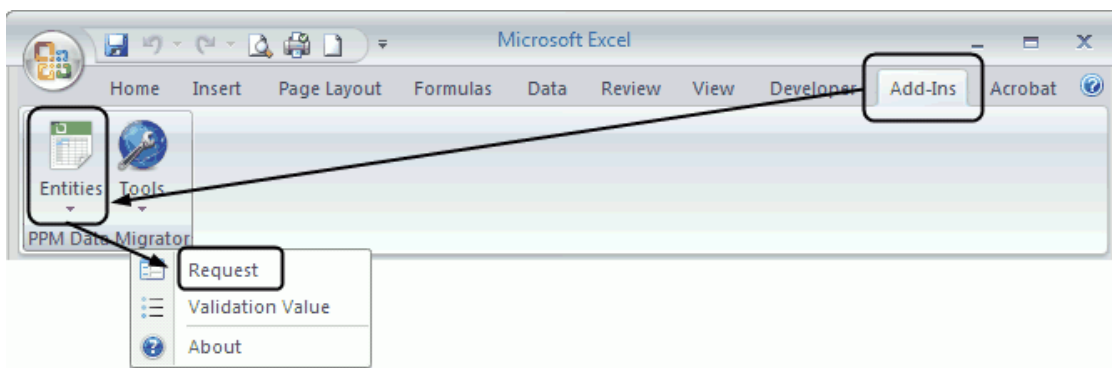 Microsoft Excel
Home Insert Page Layout Formulas Data Review View Developer Add-Ins Acrobat
Entities Tools
PPM Data Migrator
Request
Validation Value
About